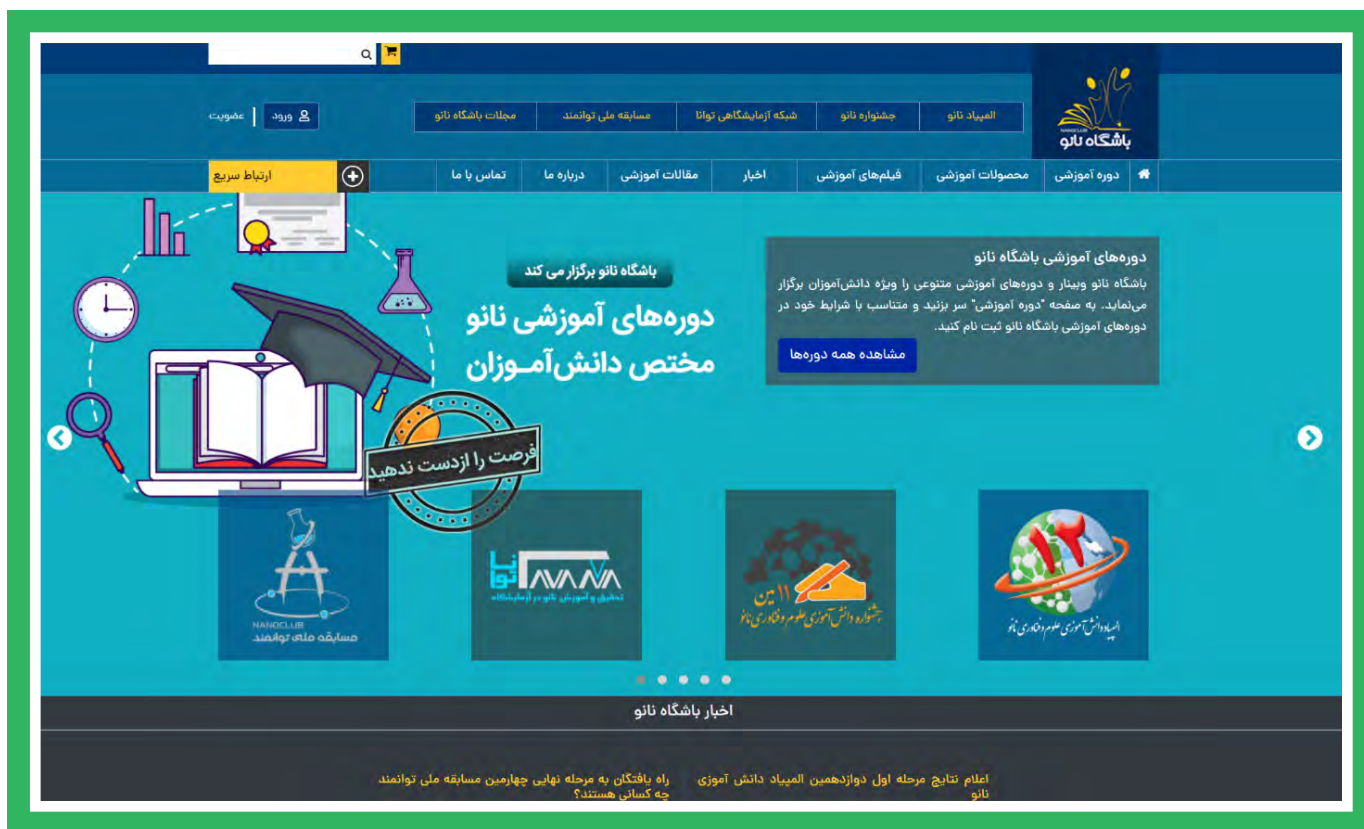 NANOCLUB
باشگاه نانو
المپیاد نانو
جشنواره نانو
شبکه آزمایشگاهی توانا
مسابقه ملی توانمند
مجلات باشگاه نانو
ورود
عضویت
دوره آموزشی
محصولات آموزشی
فیلم‌های آموزشی
اخبار
مقالات آموزشی
درباره ما
تماس با ما
ارتباط سریع
دوره‌های آموزشی باشگاه نانو
باشگاه نانو وبینار و دوره‌های آموزشی متنوعی را ویژه دانش‌آموزان برگزار
می‌نماید. به صفحه "دوره آموزشی" سر بزنید و متناسب با شرایط خود در
دوره‌های آموزشی باشگاه نانو ثبت نام کنید.
مشاهده همه دوره‌ها
باشگاه نانو برگزار می کند
دوره‌های آموزشی نانو
مختص دانش‌آمـوزان
فرصت را ازدست ندهید
۱۲
المپیاد دانش آموزی علوم و فناوری نانو
۱۱ مین
جشنواره دانش آموزی علوم و فناوری نانو
توانا
TAVANA
تحقیق و آموزش نانو در آزمایشگاه
NANOCLUB
مسابقه ملی توانمند
اخبار باشگاه نانو
اعلام نتایج مرحله اول دوازدهمین المپیاد دانش آموزی
نانو
راه یافتگان به مرحله نهایی چهارمین مسابقه ملی توانمند
چه کسانی هستند؟